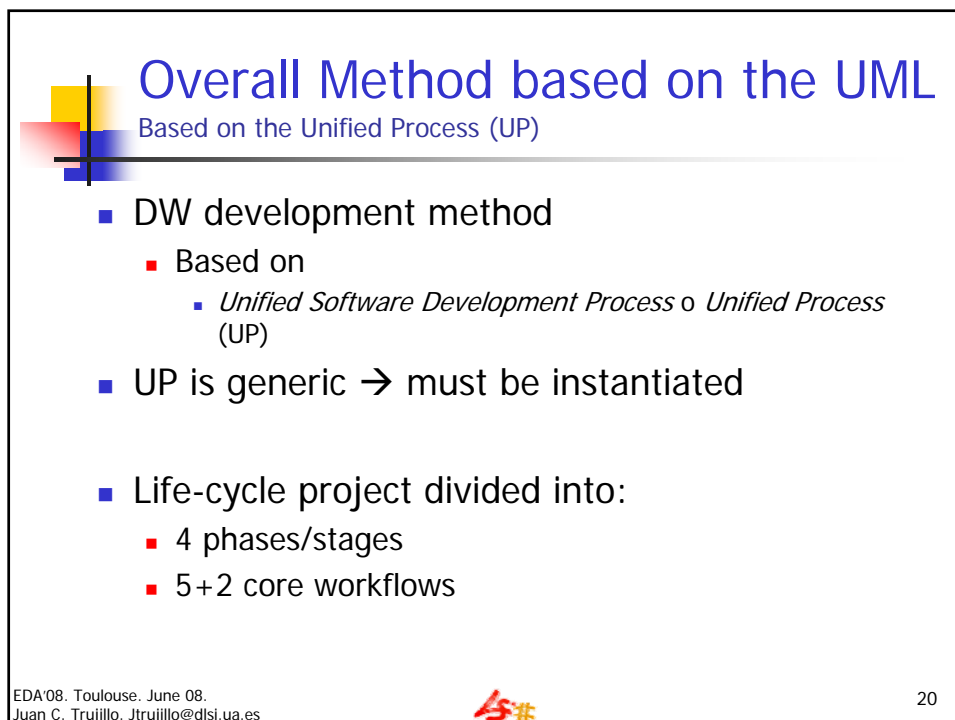 Overall Method based on the UML
Based on the Unified Process (UP)
DW development method
Based on
Unified Software Development Process o Unified Process
(UP)
UP is generic → must be instantiated
Life-cycle project divided into:
4 phases/stages
5+2 core workflows
EDA'08. Toulouse. June 08.
Juan C. Trujillo. Jtrujillo@dlsi.ua.es
20